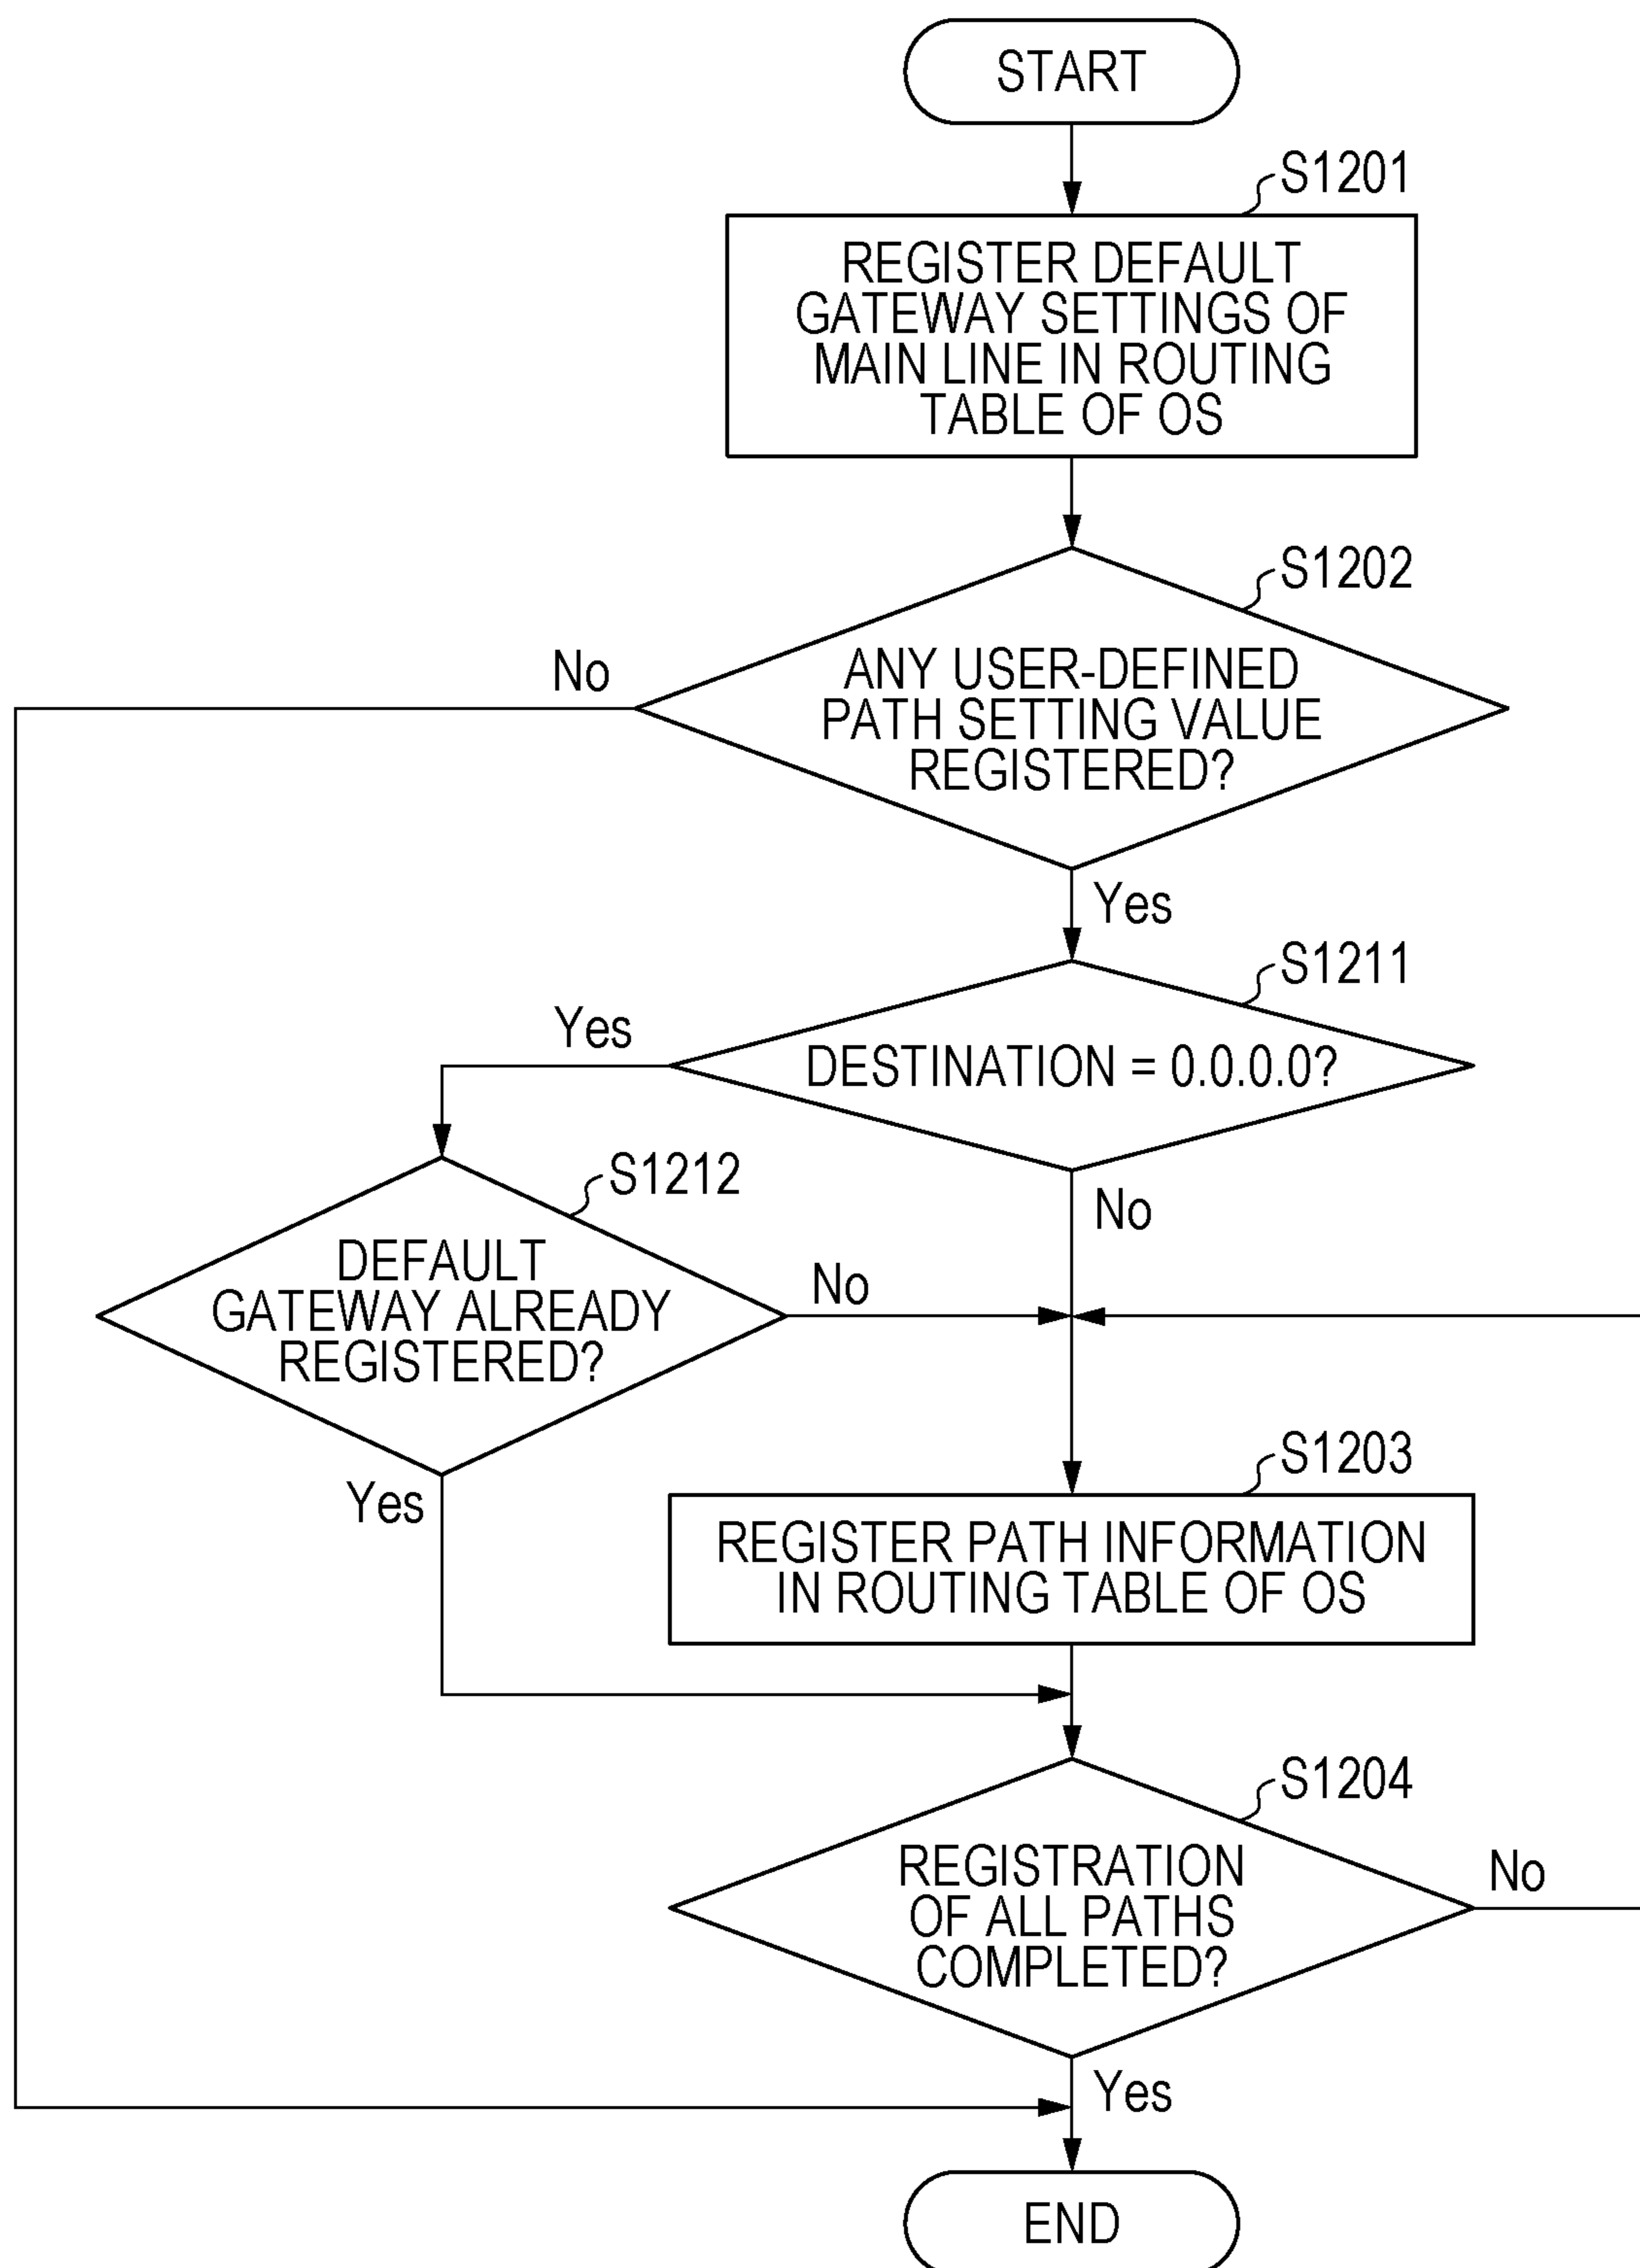 START
S1201
REGISTER DEFAULT
GATEWAY SETTINGS OF
MAIN LINE IN ROUTING
TABLE OF OS
S1202
No
ANY USER-DEFINED
PATH SETTING VALUE
REGISTERED?
Yes
S1211
Yes
DESTINATION = 0.0.0.0?
S1212
No
DEFAULT
GATEWAY ALREADY
REGISTERED?
No
Yes
S1203
REGISTER PATH INFORMATION
IN ROUTING TABLE OF OS
S1204
REGISTRATION
OF ALL PATHS
COMPLETED?
No
Yes
END